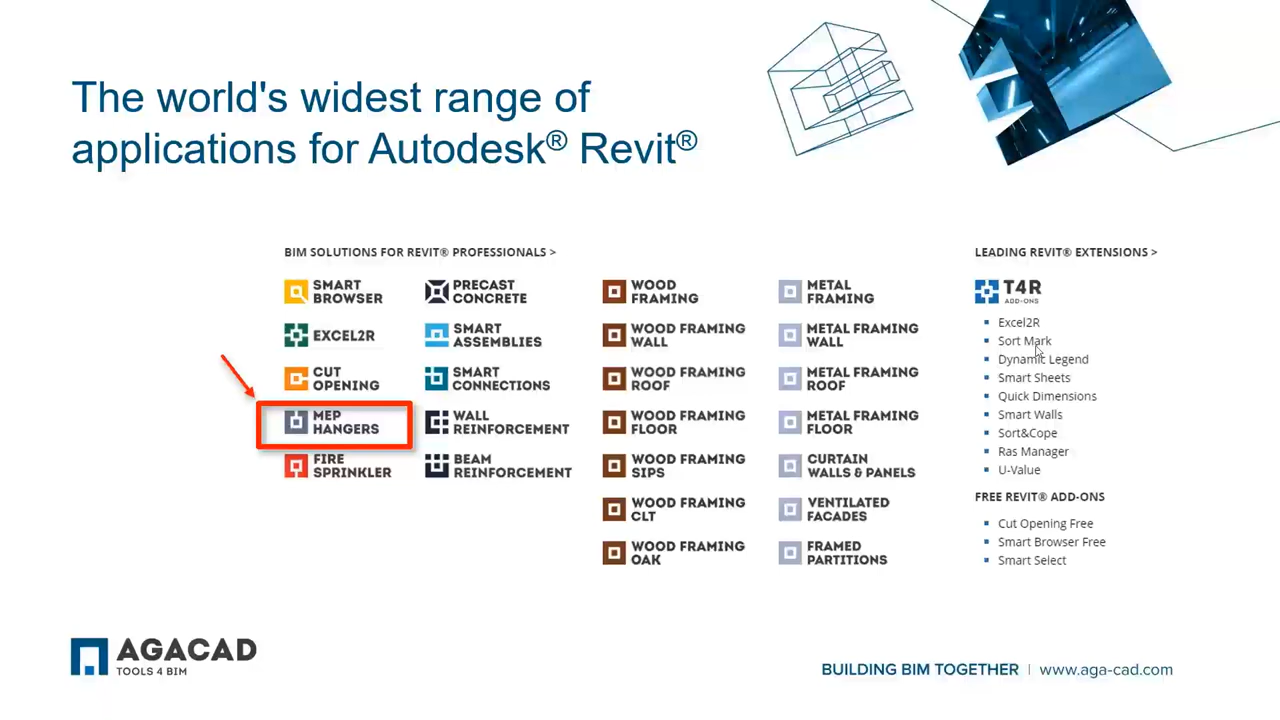 The world's widest range of
applications for Autodesk® Revit®
BIM SOLUTIONS FOR REVIT® PROFESSIONALS >
SMART
BROWSER
EXCEL2R
CUT
OPENING
MEP
HANGERS
FIRE
SPRINKLER
PRECAST
CONCRETE
SMART
ASSEMBLIES
SMART
CONNECTIONS
WALL
REINFORCEMENT
BEAM
REINFORCEMENT
WOOD
FRAMING
WOOD FRAMING
WALL
WOOD FRAMING
ROOF
WOOD FRAMING
FLOOR
WOOD FRAMING
SIPS
WOOD FRAMING
CLT
WOOD FRAMING
OAK
METAL
FRAMING
METAL FRAMING
WALL
METAL FRAMING
ROOF
METAL FRAMING
FLOOR
CURTAIN
WALLS & PANELS
VENTILATED
FACADES
FRAMED
PARTITIONS
LEADING REVIT® EXTENSIONS >
T4R
ADD-ONS
Excel2R
Sort Mark
Dynamic Legend
Smart Sheets
Quick Dimensions
Smart Walls
Sort&Cope
Ras Manager
U-Value
FREE REVIT® ADD-ONS
Cut Opening Free
Smart Browser Free
Smart Select
AGACAD
TOOLS 4 BIM
BUILDING BIM TOGETHER | www.aga-cad.com